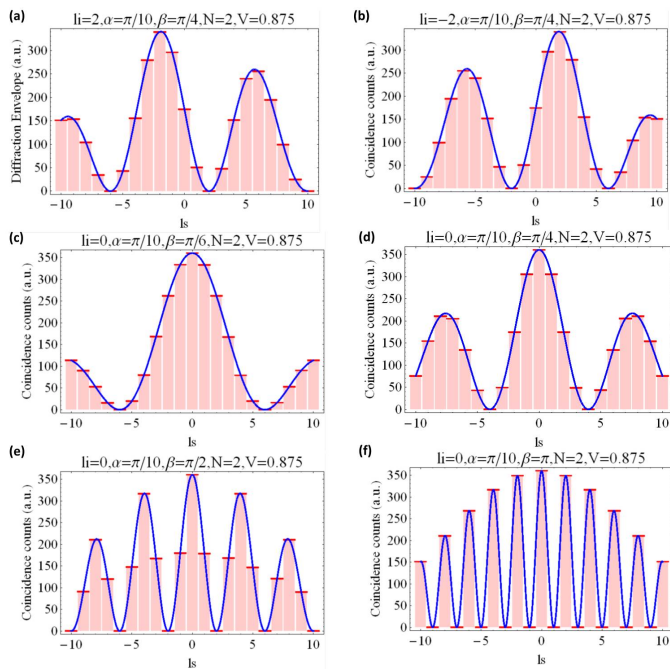 (a)
li=2,α=π/10,β=π/4,N=2,V=0.875
Diffraction Envelope (a.u.)
350
300
250
200
150
100
50
0
−10 −5 0 5 10
ls
(b)
li=−2,α=π/10,β=π/4,N=2,V=0.875
Coincidence counts (a.u.)
350
300
250
200
150
100
50
0
−10 −5 0 5 10
ls
(c)
li=0,α=π/10,β=π/6,N=2,V=0.875
Coincidence counts (a.u.)
350
300
250
200
150
100
50
0
−10 −5 0 5 10
ls
(d)
li=0,α=π/10,β=π/4,N=2,V=0.875
Coincidence counts (a.u.)
350
300
250
200
150
100
50
0
−10 −5 0 5 10
ls
(e)
li=0,α=π/10,β=π/2,N=2,V=0.875
Coincidence counts (a.u.)
350
300
250
200
150
100
50
0
−10 −5 0 5 10
ls
(f)
li=0,α=π/10,β=π,N=2,V=0.875
Coincidence counts (a.u.)
350
300
250
200
150
100
50
0
−10 −5 0 5 10
ls